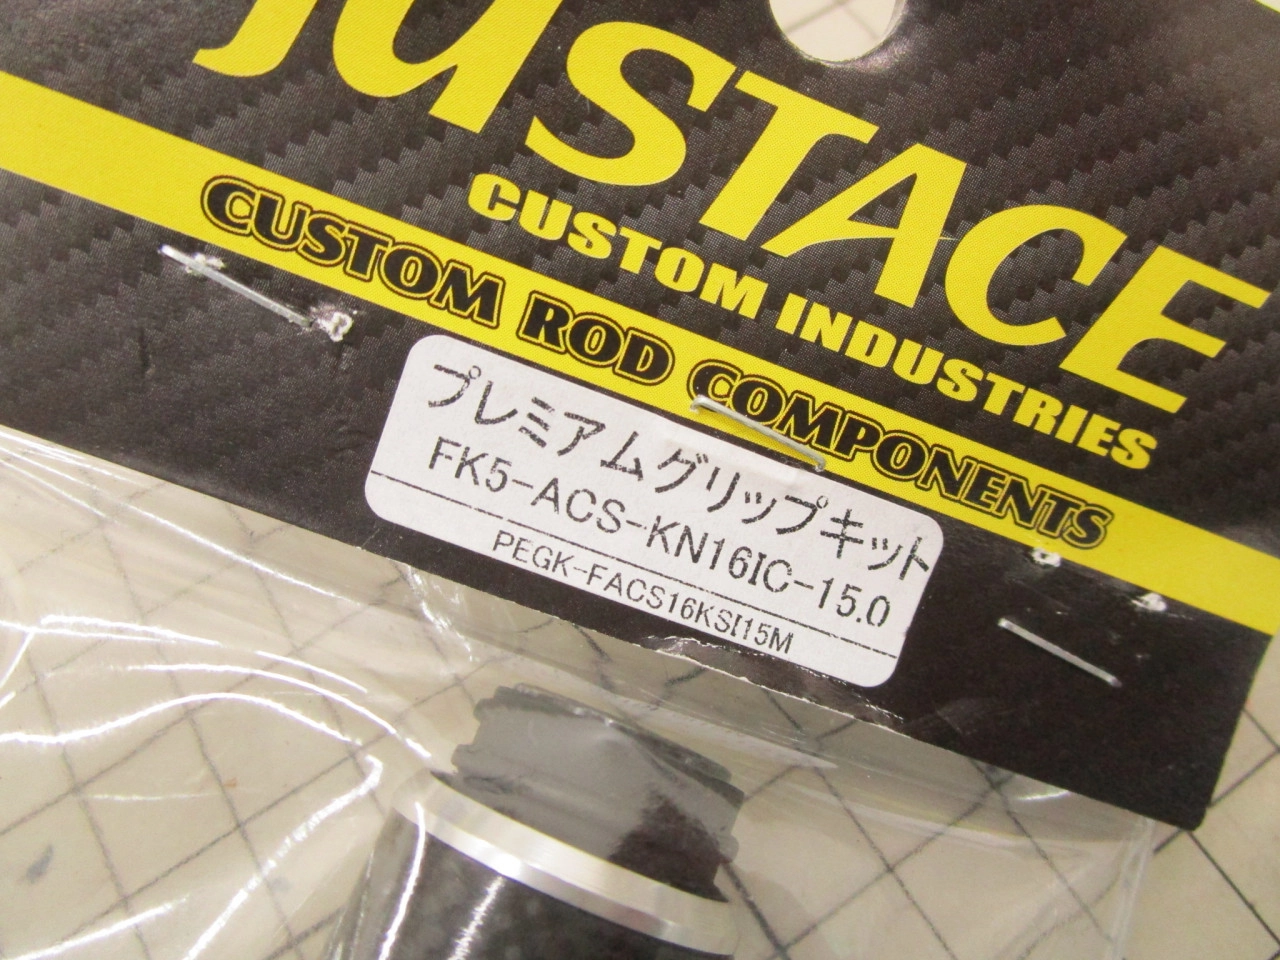 JUSTACE
CUSTOM INDUSTRIES
CUSTOM ROD COMPONENTS
プレミアムグリップキット
FK5-ACS-KN16IC-15.0
PEGK-FACS16KSI15M